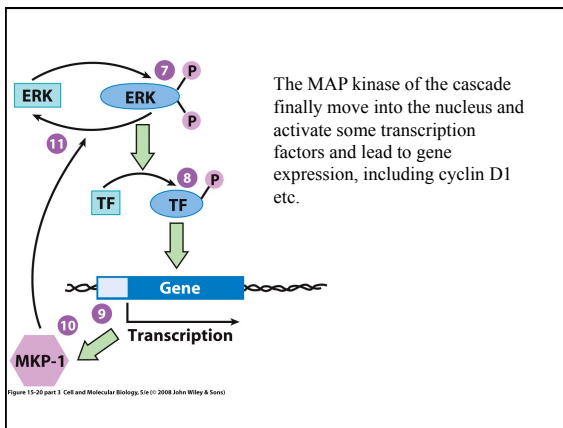 7
P
ERK
ERK
P
11
8
P
TF
TF
Gene
9
Transcription
10
MKP-1
Figure 15-20 part 3 Cell and Molecular Biology, 5/e (© 2008 John Wiley & Sons)
The MAP kinase of the cascade
finally move into the nucleus and
activate some transcription
factors and lead to gene
expression, including cyclin D1
etc.